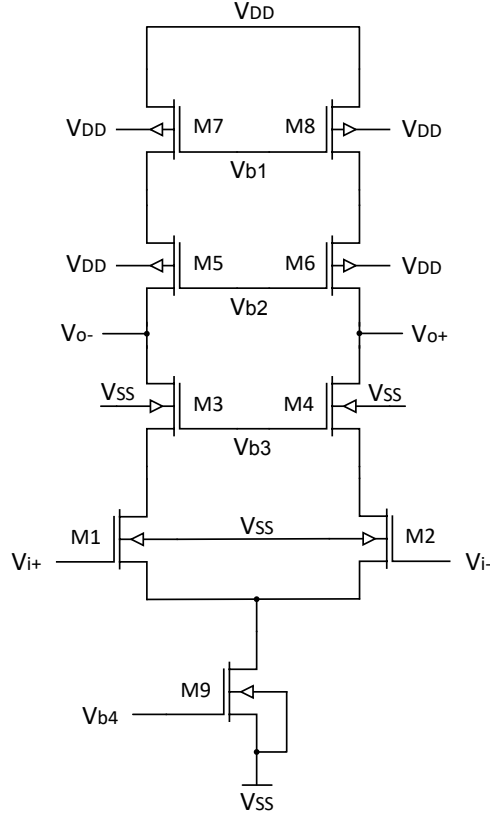 VDD
VDD M7 M8 VDD
Vb1
VDD M5 M6 VDD
Vb2
Vo- Vo+
VSS M3 M4 VSS
Vb3
M1 VSS M2
Vi+ Vi-
M9
Vb4
VSS